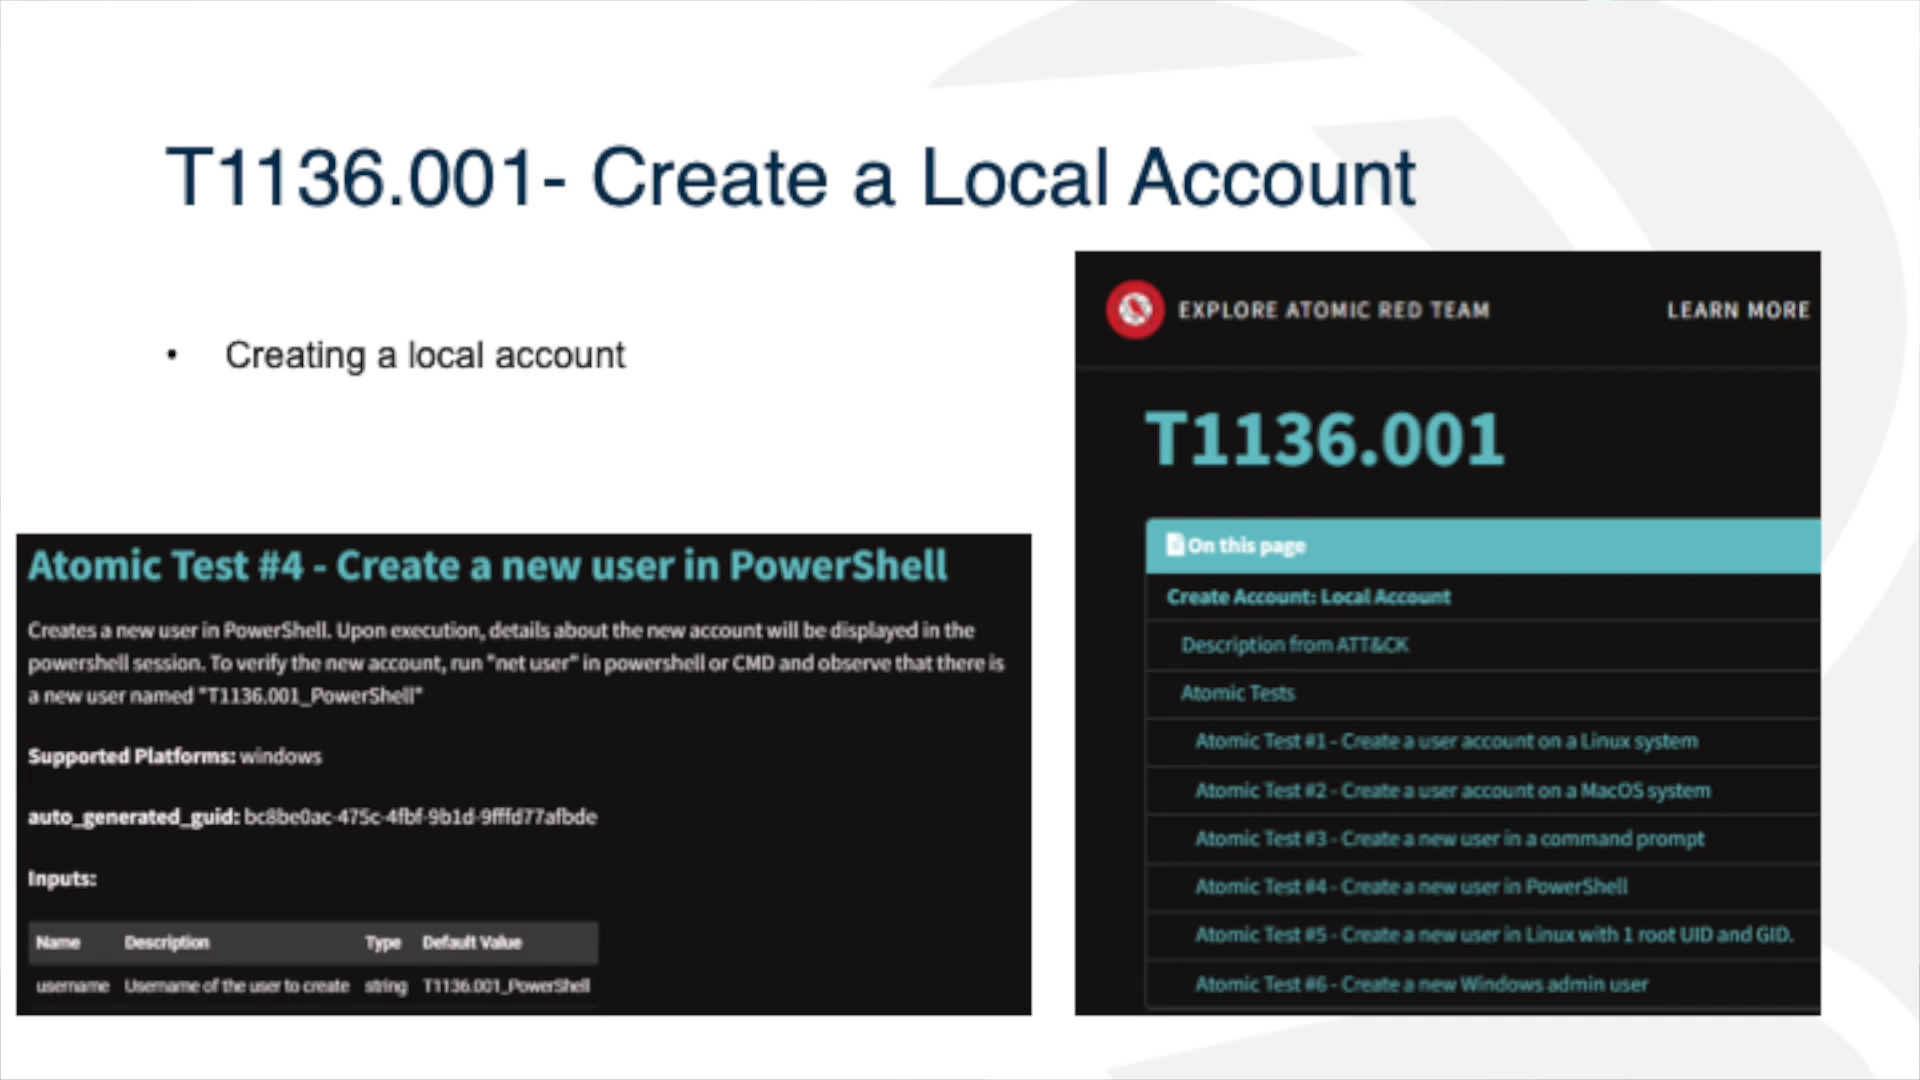 T1136.001- Create a Local Account
• Creating a local account
Atomic Test #4 - Create a new user in PowerShell
Creates a new user in PowerShell. Upon execution, details about the new account will be displayed in the
powershell session. To verify the new account, run "net user" in powershell or CMD and observe that there is
a new user named "T1136.001_PowerShell"
Supported Platforms: windows
auto_generated_guid: bc8be0ac-475c-4fbf-9b1d-9fffd77afbde
Inputs:
Name Description Type Default Value
username Username of the user to create string T1136.001_PowerShell
EXPLORE ATOMIC RED TEAM LEARN MORE
T1136.001
On this page
Create Account: Local Account
Description from ATT&CK
Atomic Tests
Atomic Test #1 - Create a user account on a Linux system
Atomic Test #2 - Create a user account on a MacOS system
Atomic Test #3 - Create a new user in a command prompt
Atomic Test #4 - Create a new user in PowerShell
Atomic Test #5 - Create a new user in Linux with 1 root UID and GID.
Atomic Test #6 - Create a new Windows admin user